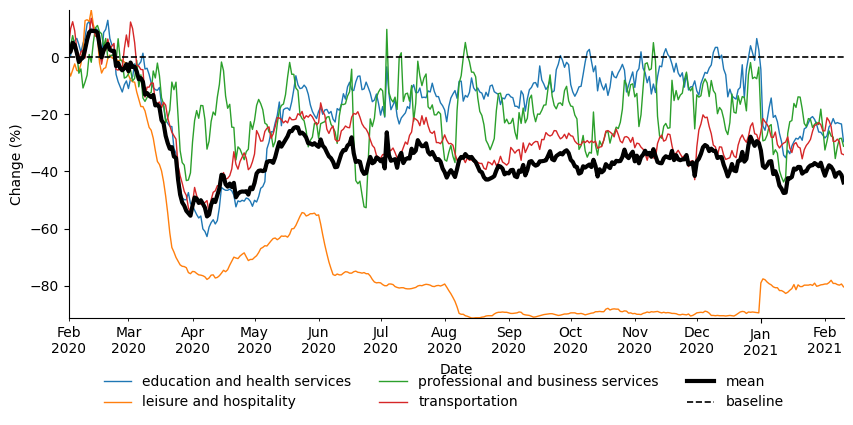 Change (%)
0
−20
−40
−60
−80
Feb Mar Apr May Jun Jul Aug Sep Oct Nov Dec Jan Feb
2020 2020 2020 2020 2020 2020 2020 2020 2020 2020 2020 2021 2021
Date
education and health services professional and business services mean
leisure and hospitality transportation baseline